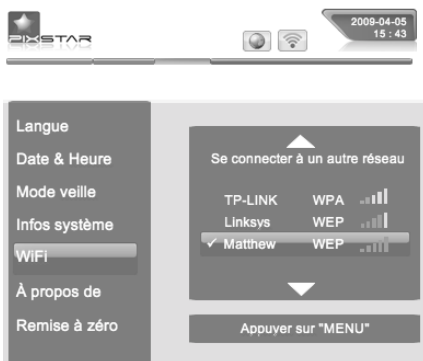 PIXSTAR
2009-04-05
15 : 43
Langue
Date & Heure
Mode veille
Infos système
WiFi
À propos de
Remise à zéro
Se connecter à un autre réseau
TP-LINK WPA
Linksys WEP
✓ Matthew WEP
Appuyer sur "MENU"